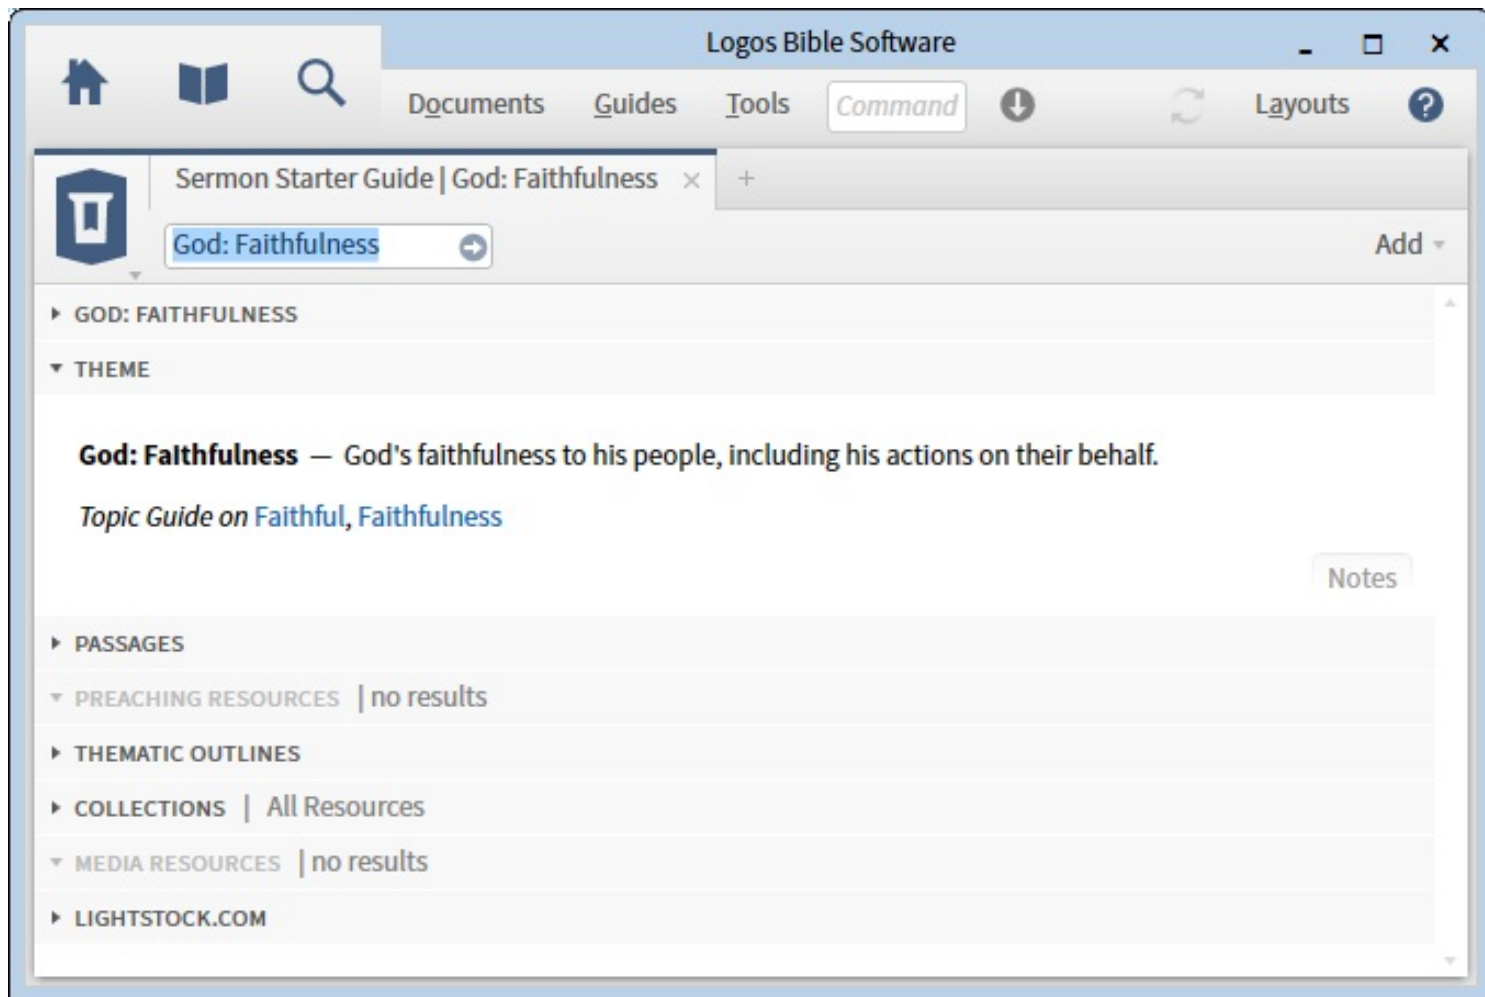 Logos Bible Software
Documents Guides Tools Command Layouts ?
Sermon Starter Guide | God: Faithfulness × +
God: Faithfulness Add
GOD: FAITHFULNESS
THEME
God: Faithfulness — God's faithfulness to his people, including his actions on their behalf.
Topic Guide on Faithful, Faithfulness
Notes
PASSAGES
PREACHING RESOURCES | no results
THEMATIC OUTLINES
COLLECTIONS | All Resources
MEDIA RESOURCES | no results
LIGHTSTOCK.COM